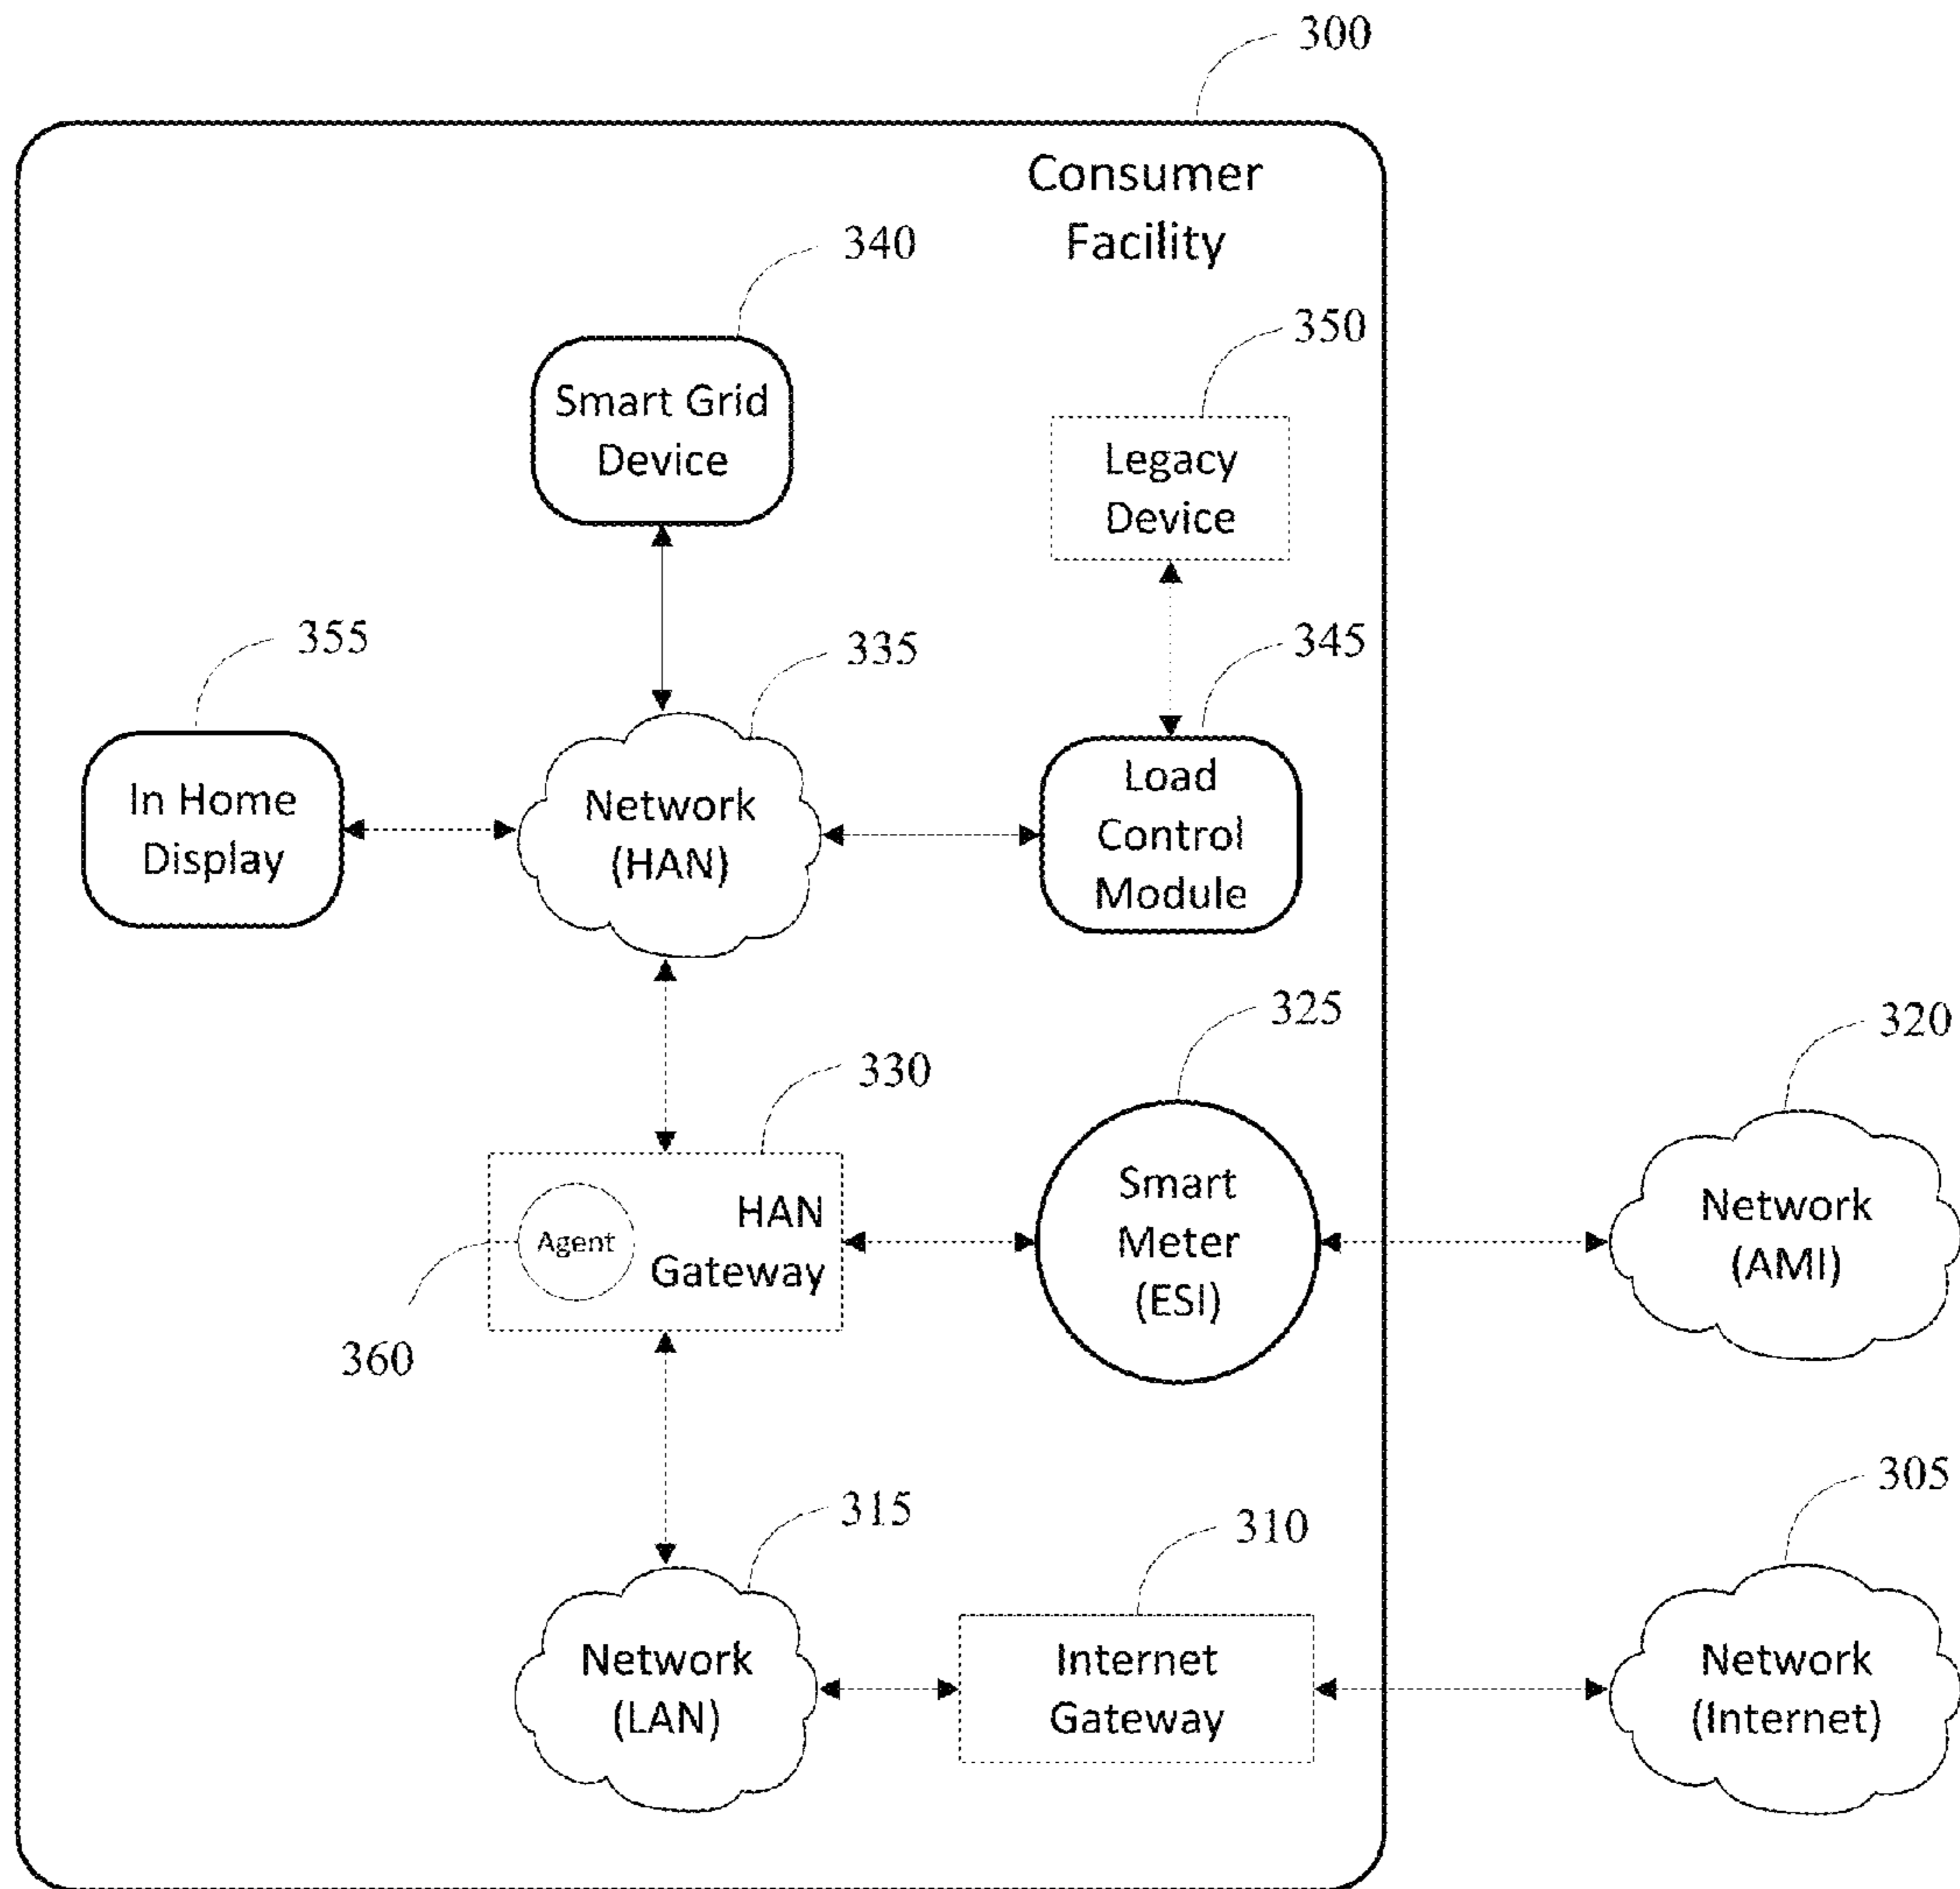 300
Consumer
Facility
340
350
Smart Grid
Device
Legacy
Device
355
335
345
In Home
Display
Network
(HAN)
Load
Control
Module
325
320
330
HAN
Gateway
Agent
360
Smart
Meter
(ESI)
Network
(AMI)
315
310
305
Network
(LAN)
Internet
Gateway
Network
(Internet)